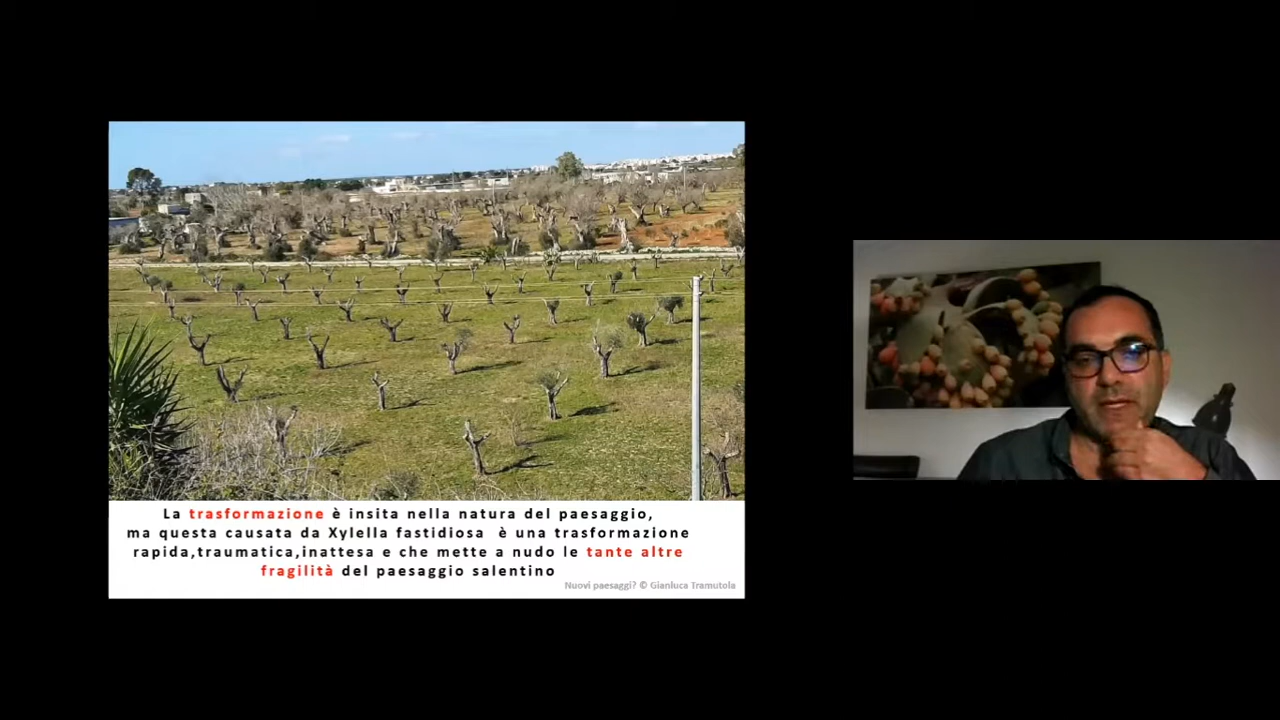 La trasformazione è insita nella natura del paesaggio,
ma questa causata da Xylella fastidiosa è una trasformazione
rapida,traumatica,inattesa e che mette a nudo le tante altre
fragilità del paesaggio salentino
Nuovi paesaggi? © Gianluca Tramutola